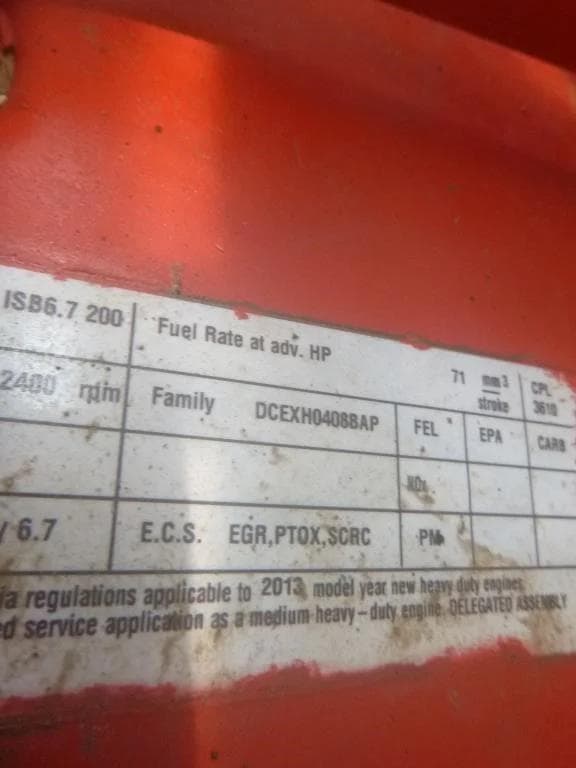 ISB6.7 200 Fuel Rate at adv. HP 71 mm3 CPL
stroke 3610
2400 rpm Family DCEXH0408BAP FEL EPA CARB
NOx
6.7 E.C.S. EGR,PTOX,SCRC PM
regulations applicable to 2013 model year new heavy duty engines
service application as a medium heavy-duty engine. DELEGATED ASSEMBLY